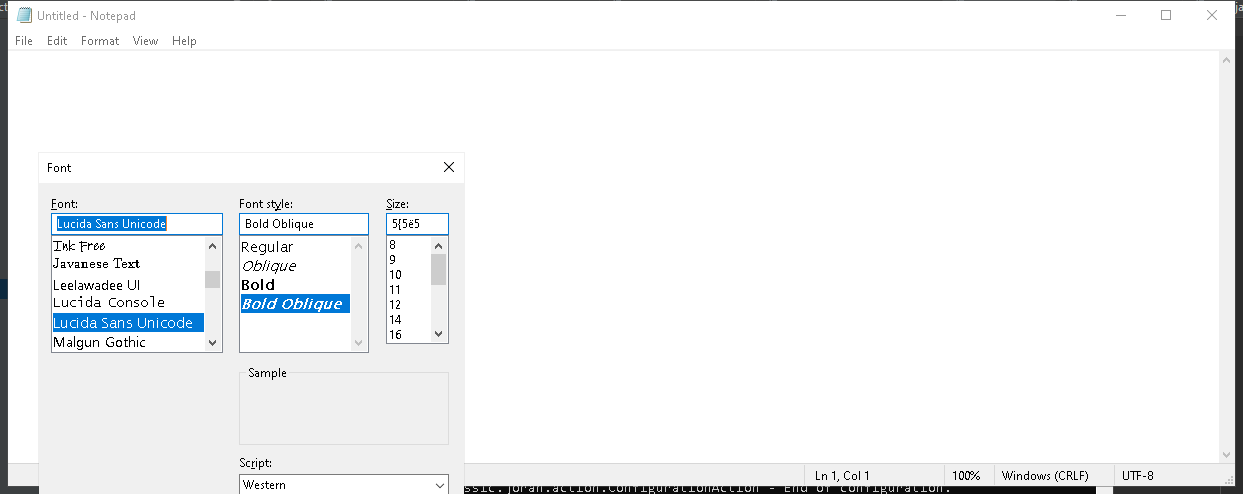 Untitled - Notepad
File Edit Format View Help
Font
Font: Font style: Size:
Lucida Sans Unicode Bold Oblique 5{5ë5
Ink Free Regular 8
Javanese Text Oblique 9
Leelawadee UI Bold 10
Lucida Console Bold Oblique 11
Lucida Sans Unicode 12
Malgun Gothic 14
16
Sample
Script:
Western
Ln 1, Col 1 100% Windows (CRLF) UTF-8
ssic.joran.action.ConfigurationAction - End of configuration.